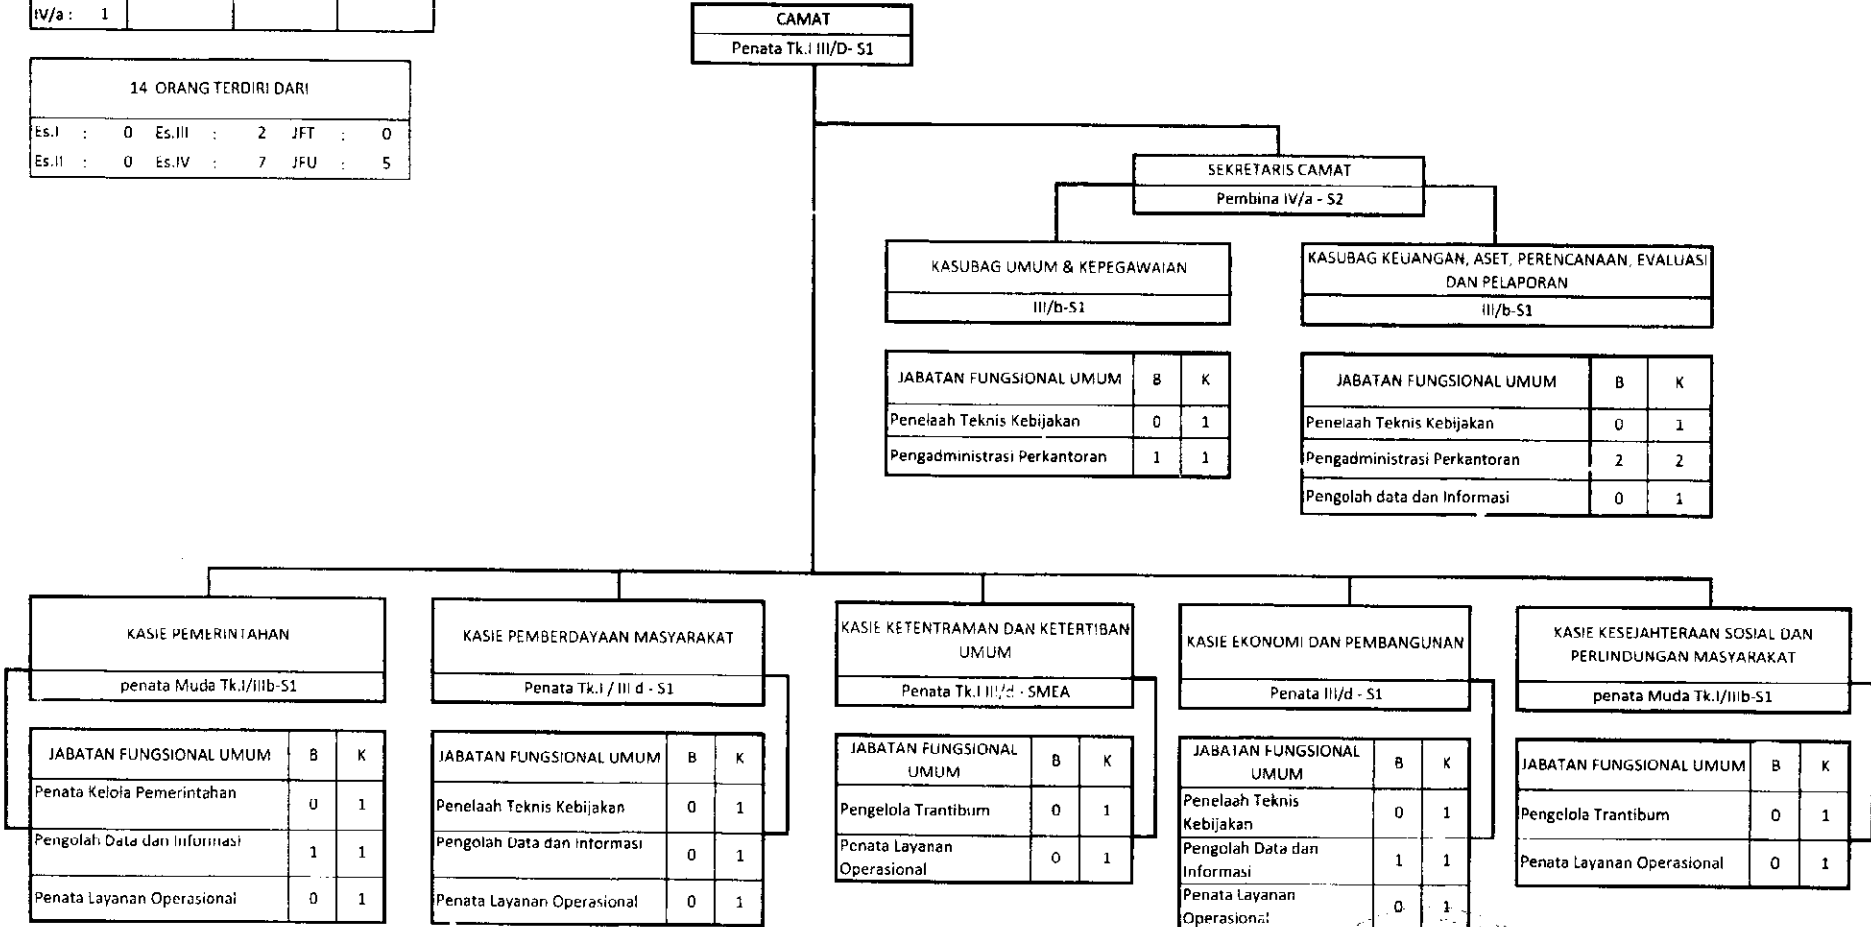 IV/a : 1
14 ORANG TERDIRI DARI
Es.I : 0 Es.III : 2 JFT : 0
Es.II : 0 Es.IV : 7 JFU : 5
CAMAT
Penata Tk.I III/D- S1
SEKRETARIS CAMAT
Pembina IV/a - S2
KASUBAG UMUM & KEPEGAWAIAN
III/b-S1
KASUBAG KEUANGAN, ASET, PERENCANAAN, EVALUASI
DAN PELAPORAN
III/b-S1
JABATAN FUNGSIONAL UMUM B K
Penelaah Teknis Kebijakan 0 1
Pengadministrasi Perkantoran 1 1
JABATAN FUNGSIONAL UMUM B K
Penelaah Teknis Kebijakan 0 1
Pengadministrasi Perkantoran 2 2
Pengolah data dan Informasi 0 1
KASIE PEMERINTAHAN
penata Muda Tk.I/IIIb-S1
JABATAN FUNGSIONAL UMUM B K
Penata Kelola Pemerintahan 0 1
Pengolah Data dan Informasi 1 1
Penata Layanan Operasional 0 1
KASIE PEMBERDAYAAN MASYARAKAT
Penata Tk.I / III d - S1
JABATAN FUNGSIONAL UMUM B K
Penelaah Teknis Kebijakan 0 1
Pengolah Data dan Informasi 0 1
Penata Layanan Operasional 0 1
KASIE KETENTRAMAN DAN KETERTIBAN
UMUM
Penata Tk.I III/d - SMEA
JABATAN FUNGSIONAL
UMUM B K
Pengelola Trantibum 0 1
Penata Layanan
Operasional 0 1
KASIE EKONOMI DAN PEMBANGUNAN
Penata III/d - S1
JABATAN FUNGSIONAL
UMUM B K
Penelaah Teknis
Kebijakan 0 1
Pengolah Data dan
Informasi 1 1
Penata Layanan
Operasional 0 1
KASIE KESEJAHTERAAN SOSIAL DAN
PERLINDUNGAN MASYARAKAT
penata Muda Tk.I/IIIb-S1
JABATAN FUNGSIONAL UMUM B K
Pengelola Trantibum 0 1
Penata Layanan Operasional 0 1